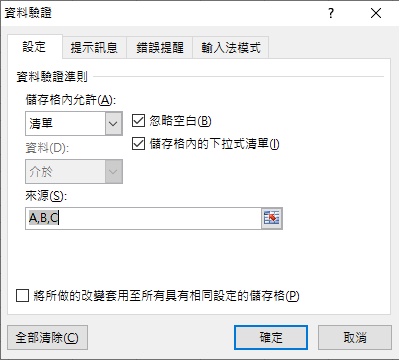 資料驗證
設定 提示訊息 錯誤提醒 輸入法模式
資料驗證準則
儲存格內允許(A):
清單 忽略空白(B)
資料(D): 儲存格內的下拉式清單(I)
介於
來源(S):
A,B,C
將所做的改變套用至所有具有相同設定的儲存格(P)
全部清除(C) 確定 取消